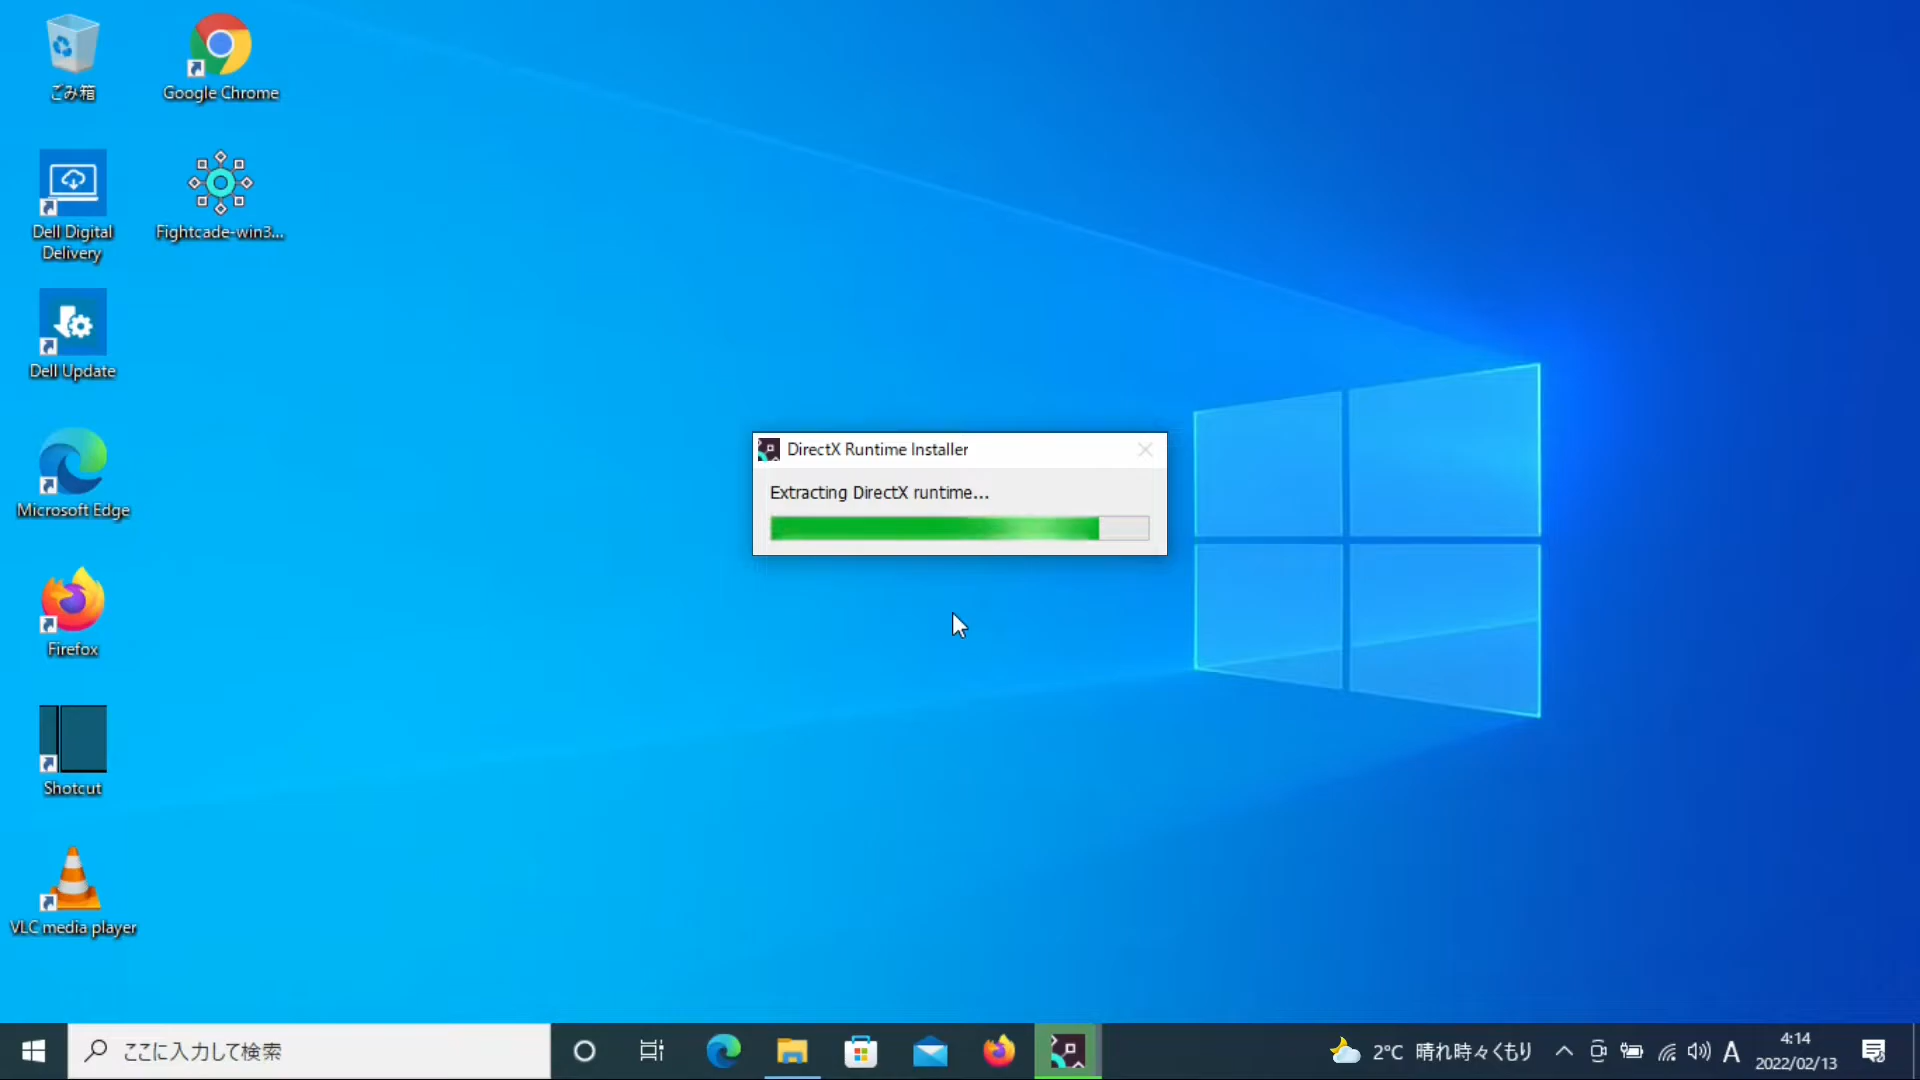 ごみ箱
Google Chrome
Dell Digital
Delivery
Fightcade-win3...
Dell Update
Microsoft Edge
Firefox
Shotcut
VLC media player
DirectX Runtime Installer
Extracting DirectX runtime...
ここに入力して検索
2°C 晴れ時々くもり
A
4:14
2022/02/13